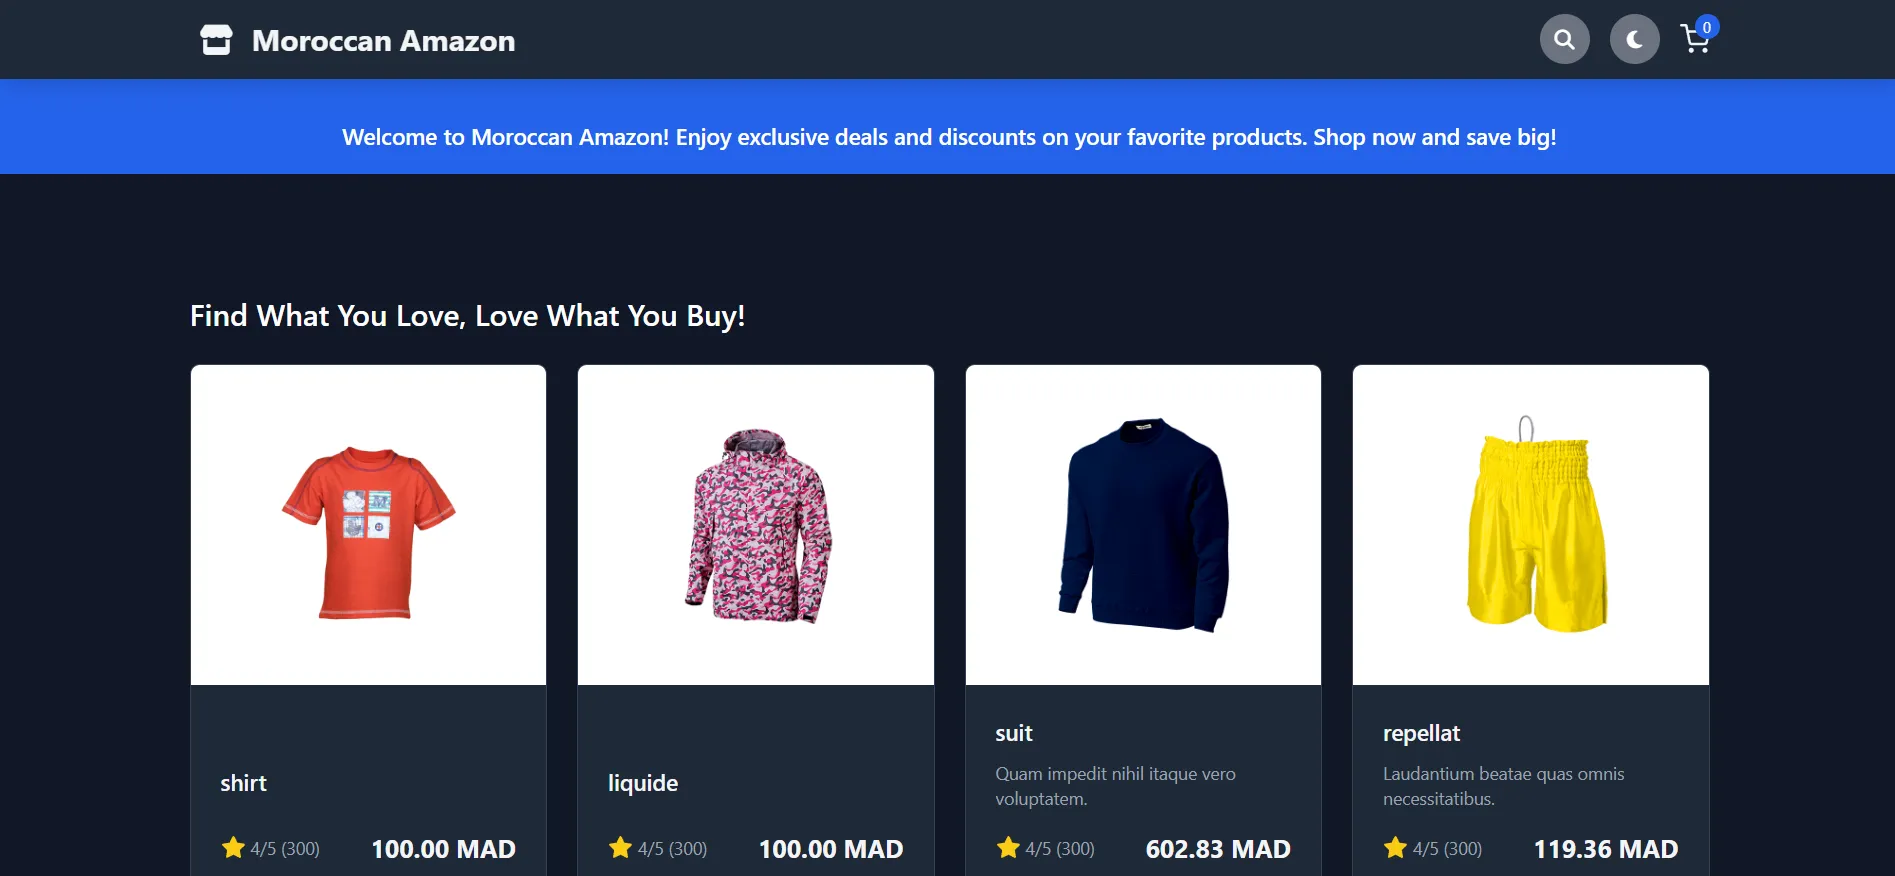 Moroccan Amazon
0
Welcome to Moroccan Amazon! Enjoy exclusive deals and discounts on your favorite products. Shop now and save big!
Find What You Love, Love What You Buy!
shirt
4/5 (300)
100.00 MAD
liquide
4/5 (300)
100.00 MAD
suit
Quam impedit nihil itaque vero
voluptatem.
4/5 (300)
602.83 MAD
repellat
Laudantium beatae quas omnis
necessitatibus.
4/5 (300)
119.36 MAD